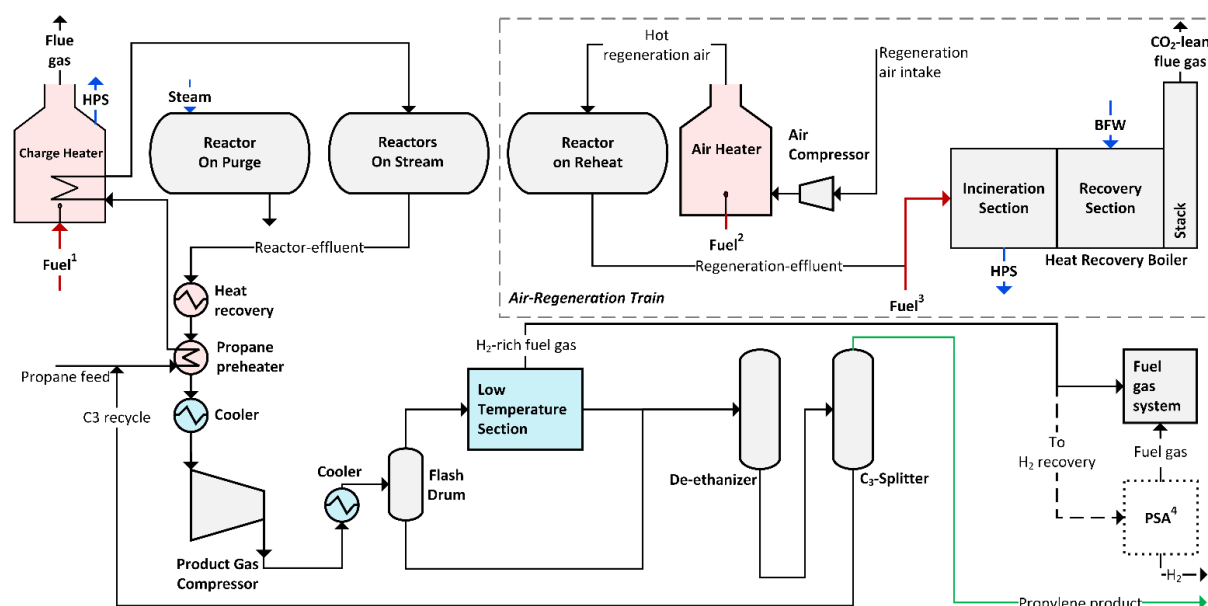 Flue
gas
HPS
Charge Heater
Fuel1
Steam
Reactor
On Purge
Reactors
On Stream
Reactor-effluent
Heat
recovery
Propane
preheater
Propane feed
C3 recycle
Cooler
Product Gas
Compressor
Cooler
Flash
Drum
H2-rich fuel gas
Low
Temperature
Section
De-ethanizer
C3-Splitter
Hot
regeneration air
Regeneration
air intake
Reactor
on Reheat
Air Heater
Air
Compressor
Fuel2
Regeneration-effluent
Air-Regeneration Train
Fuel3
CO2-lean
flue gas
BFW
Incineration
Section
Recovery
Section
Stack
HPS
Heat Recovery Boiler
Fuel
gas
system
To
H2 recovery
Fuel gas
PSA4
H2
Propylene product